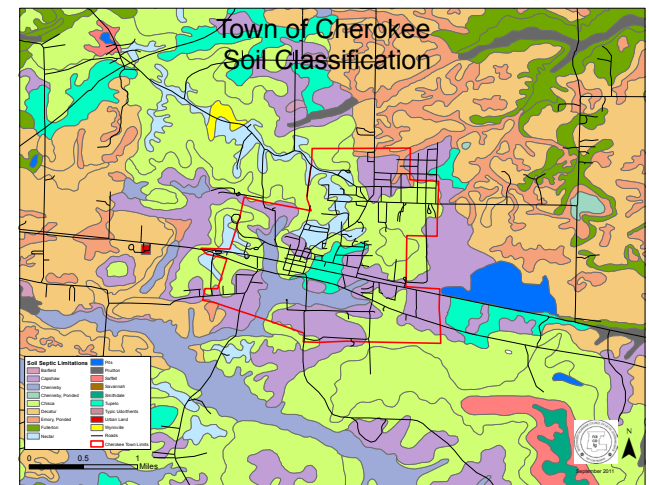 Town of Cherokee
Soil Classification
Soil Septic Limitations
Barfield
Capshaw
Chenneby
Chenneby, Ponded
Chisca
Decatur
Emory, Ponded
Fullerton
Nectar
Pits
Pruitton
Saffell
Savannah
Smithdale
Tupelo
Typic Udorthents
Urban Land
Wynnville
Roads
Cherokee Town Limits
0 0.5 1
Miles
N
September 2011